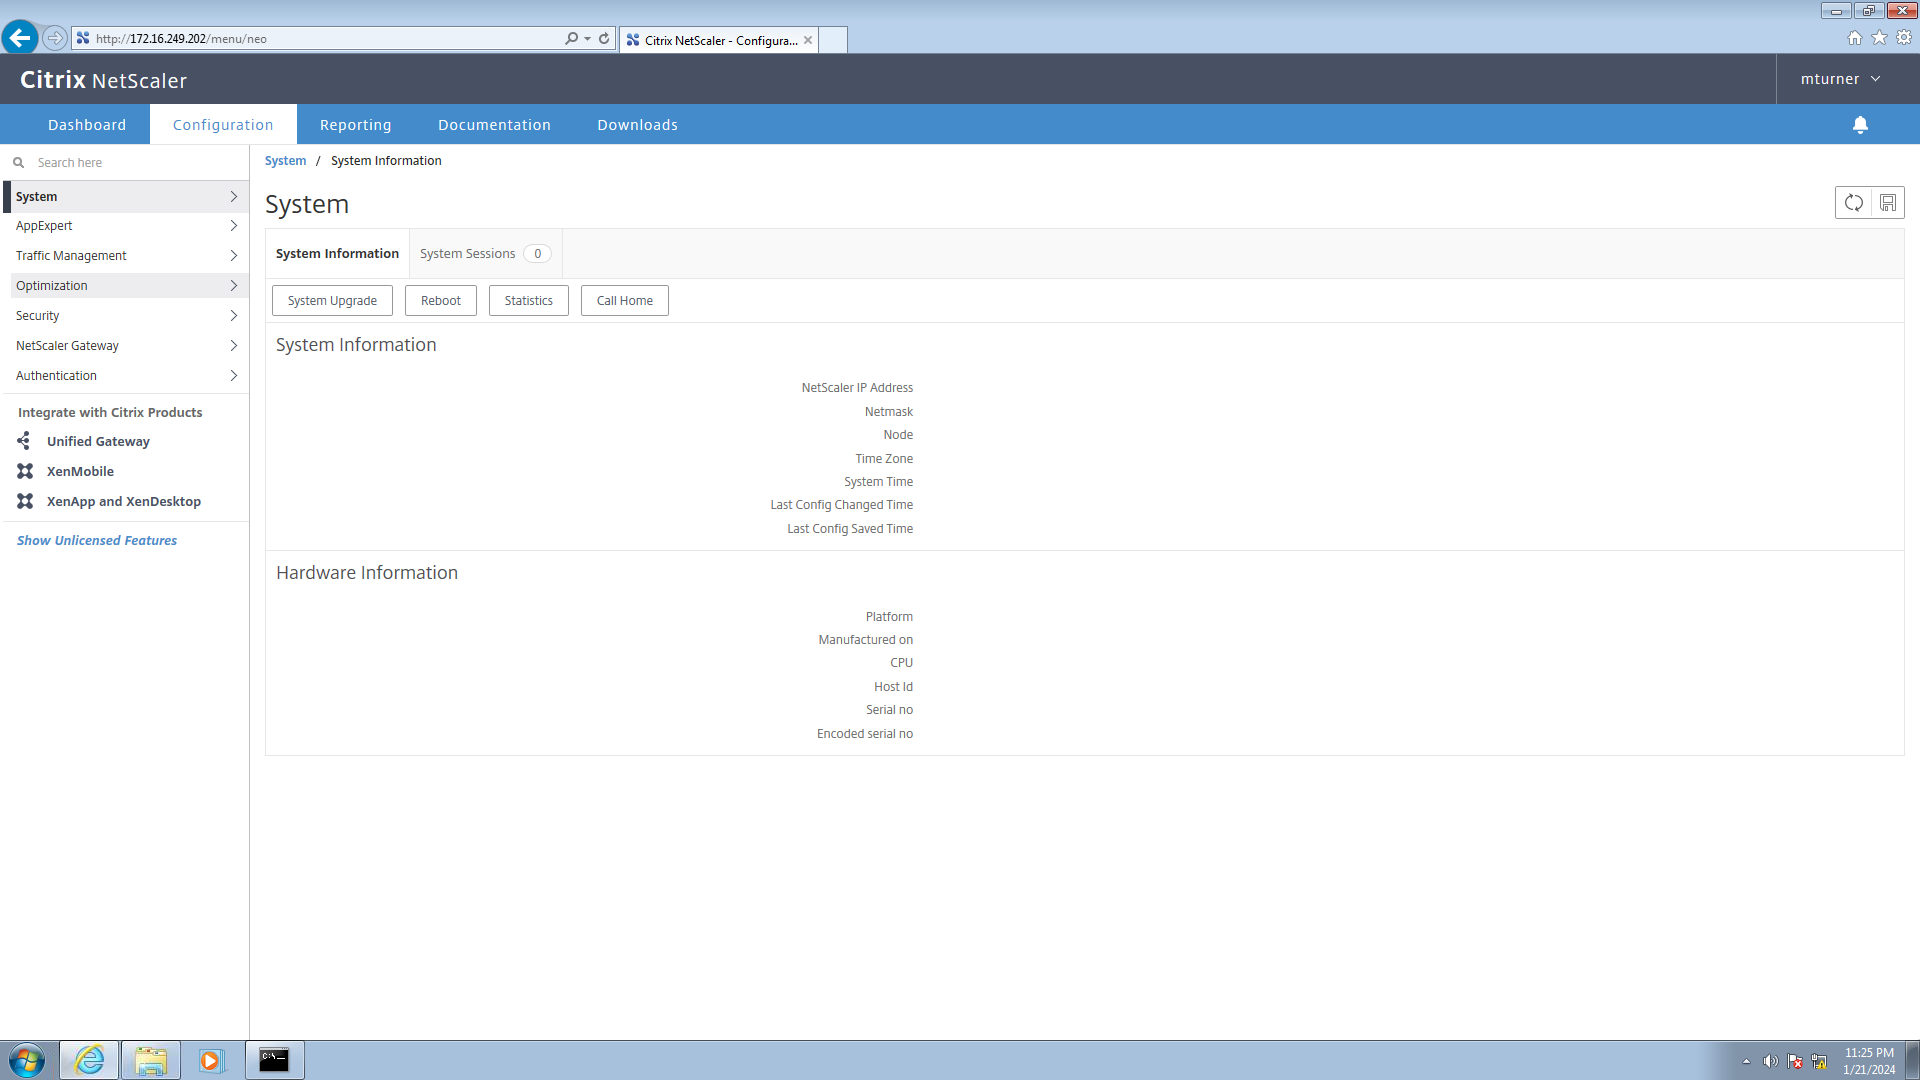 http://172.16.249.202/menu/neo
Citrix NetScaler - Configura...
Citrix NetScaler
mturner
Dashboard
Configuration
Reporting
Documentation
Downloads
Search here
System / System Information
System
AppExpert
Traffic Management
Optimization
Security
NetScaler Gateway
Authentication
Integrate with Citrix Products
Unified Gateway
XenMobile
XenApp and XenDesktop
Show Unlicensed Features
System
System Information
System Sessions 0
System Upgrade
Reboot
Statistics
Call Home
System Information
NetScaler IP Address
Netmask
Node
Time Zone
System Time
Last Config Changed Time
Last Config Saved Time
Hardware Information
Platform
Manufactured on
CPU
Host Id
Serial no
Encoded serial no
C:\_
11:25 PM
1/21/2024